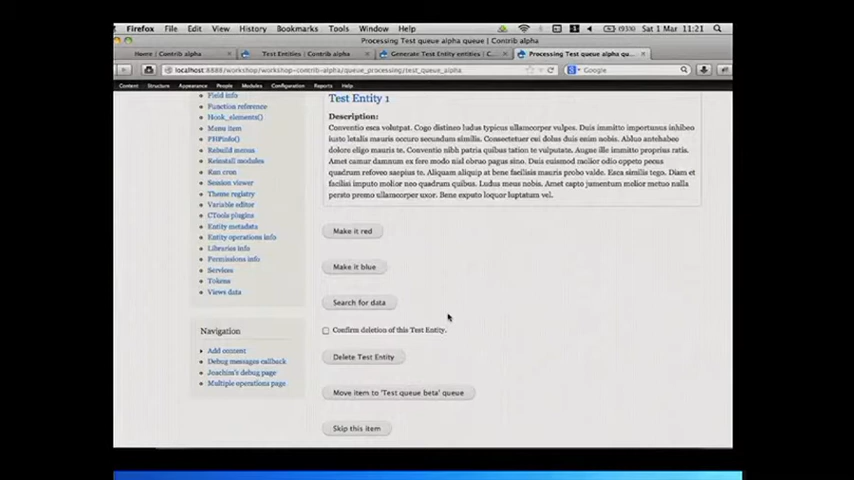 Firefox File Edit View History Bookmarks Tools Window Help (93%) Sat 1 Mar 11:21
Processing Test queue alpha queue | Contrib alpha
Home | Contrib alpha Test Entities | Contrib alpha Generate Test Entity entities | C... Processing Test queue alpha qu...
localhost:8888/workshop/workshop-contrib-alpha/queue_processing/test_queue_alpha Google
Content Structure Appearance People Modules Configuration Reports Help
Field info
Function reference
Hook_elements()
Menu item
PHPinfo()
Rebuild menus
Reinstall modules
Run cron
Session viewer
Theme registry
Variable editor
CTools plugins
Entity metadata
Entity operations info
Libraries info
Permissions info
Services
Tokens
Views data
Navigation
Add content
Debug messages callback
Joachim's debug page
Multiple operations page
Test Entity 1
Description:
Conventio esca volutpat. Cogo distineo ludus typicus ullamcorper vulpes. Duis immitto importunus inhibeo
iusto letalis mauris occuro secundum similis. Consectetuer cui dolus enim nobis. Abluo antehabeo
dolore eligo mauris te. Conventio nibh patria quibus tation te vulputate. Augue ille immitto proprius ratis.
Amet camur damnum ex fere modo nisl obruo pagus sino. Duis euismod melior odio oppeto pecus
quadrum refoveo saepius te. Aliquam aliquip at bene facilisis mauris probo valde. Esca similis tego. Diam et
facilisi imputo melior neo quadrum quibus. Ludus meus nobis. Amet capto jumentum melior metuo nulla
persto premo ullamcorper uxor. Bene exputo loquor luptatum vel.
Make it red
Make it blue
Search for data
Confirm deletion of this Test Entity.
Delete Test Entity
Move item to 'Test queue beta' queue
Skip this item